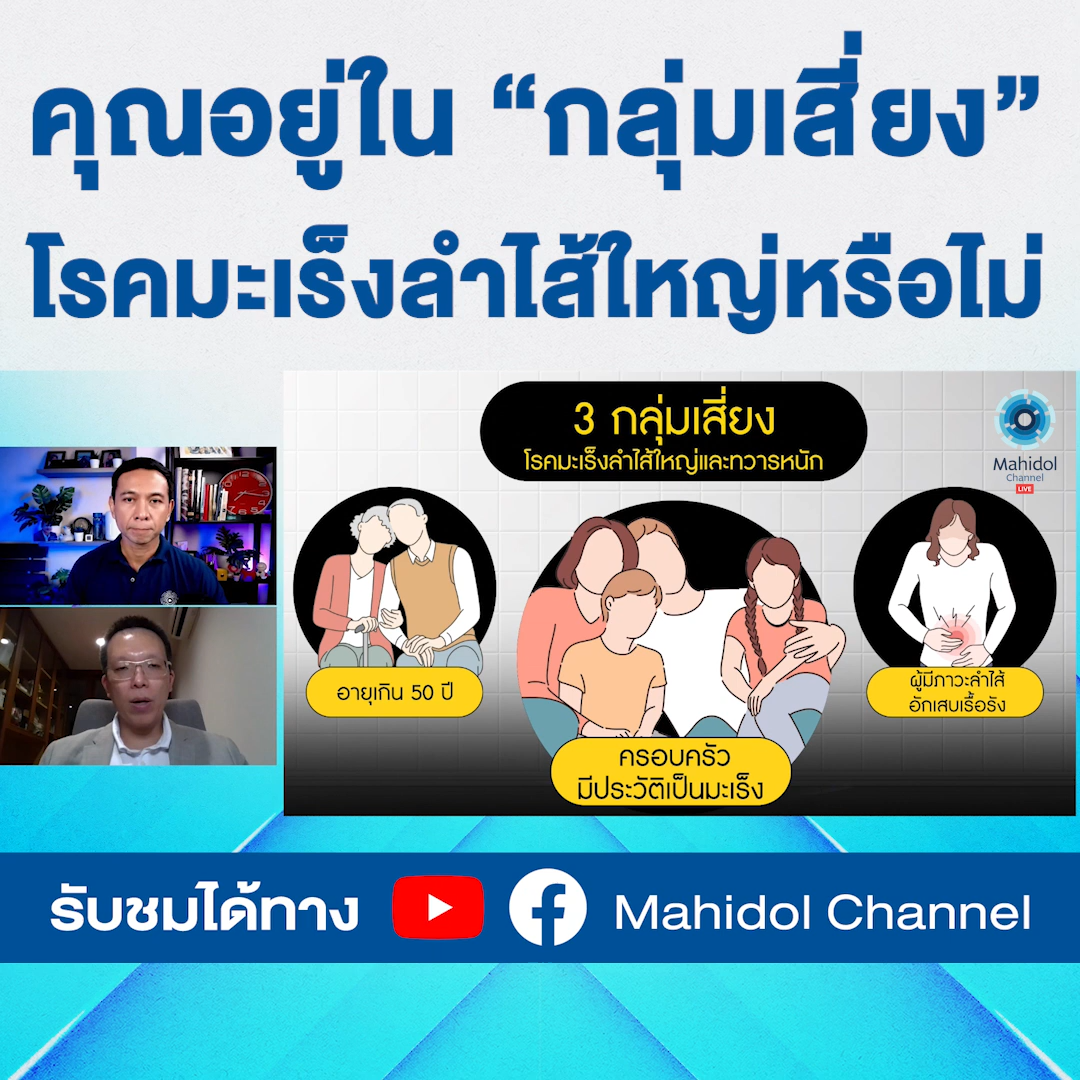 คุณอยู่ใน “กลุ่มเสี่ยง”
โรคมะเร็งลำไส้ใหญ่หรือไม่
3 กลุ่มเสี่ยง
โรคมะเร็งลำไส้ใหญ่และทวารหนัก
Mahidol
Channel
LIVE
อายุเกิน 50 ปี
ครอบครัว
มีประวัติเป็นมะเร็ง
ผู้มีภาวะลำไส้
อักเสบเรื้อรัง
รับชมได้ทาง
Mahidol Channel